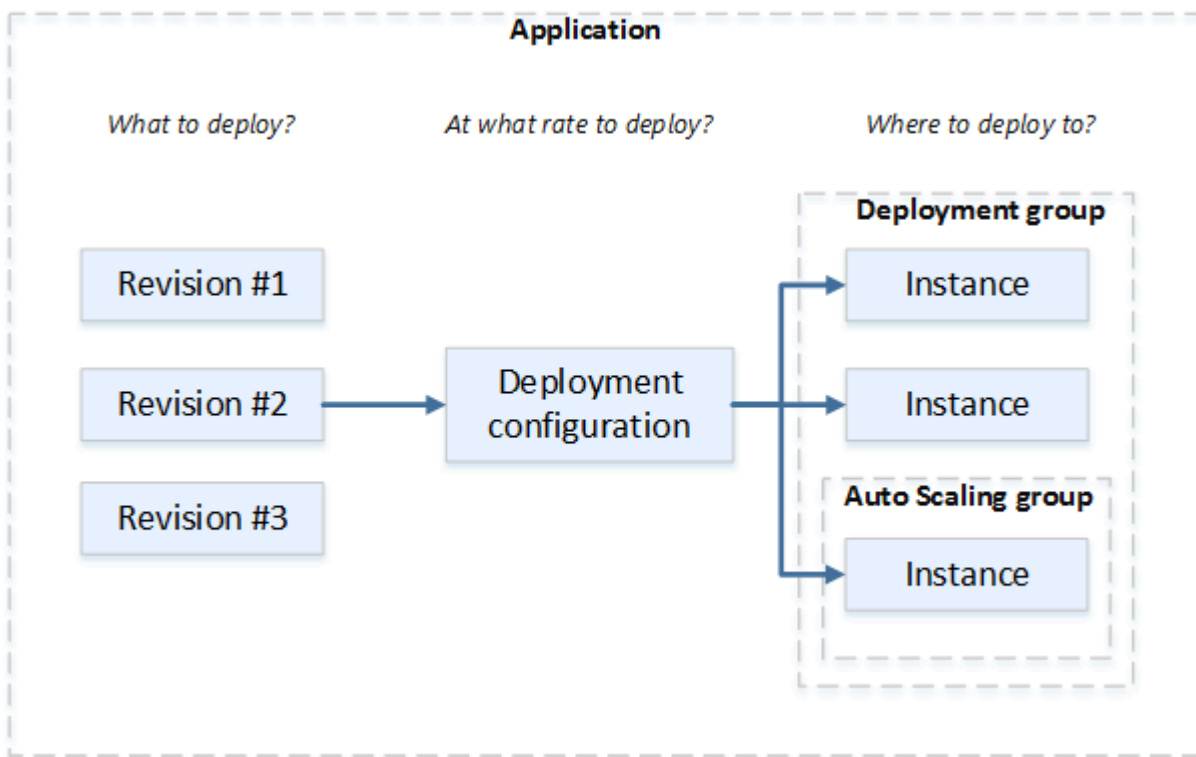 Application
What to deploy?
At what rate to deploy?
Where to deploy to?
Deployment group
Revision #1
Instance
Revision #2
Deployment
configuration
Instance
Auto Scaling group
Revision #3
Instance